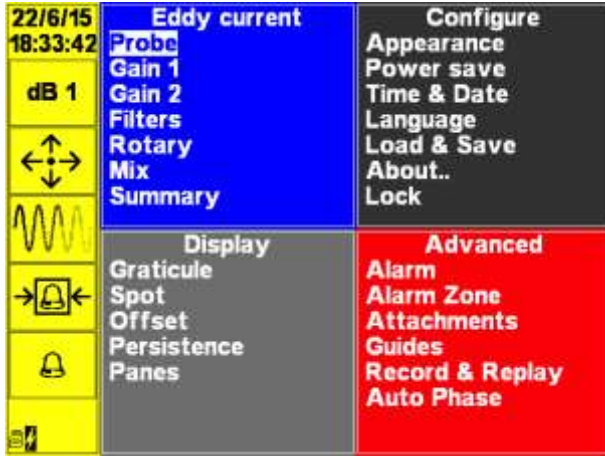 22/6/15
18:33:42
dB 1
Eddy current
Probe
Gain 1
Gain 2
Filters
Rotary
Mix
Summary
Configure
Appearance
Power save
Time & Date
Language
Load & Save
About..
Lock
Display
Graticule
Spot
Offset
Persistence
Panes
Advanced
Alarm
Alarm Zone
Attachments
Guides
Record & Replay
Auto Phase